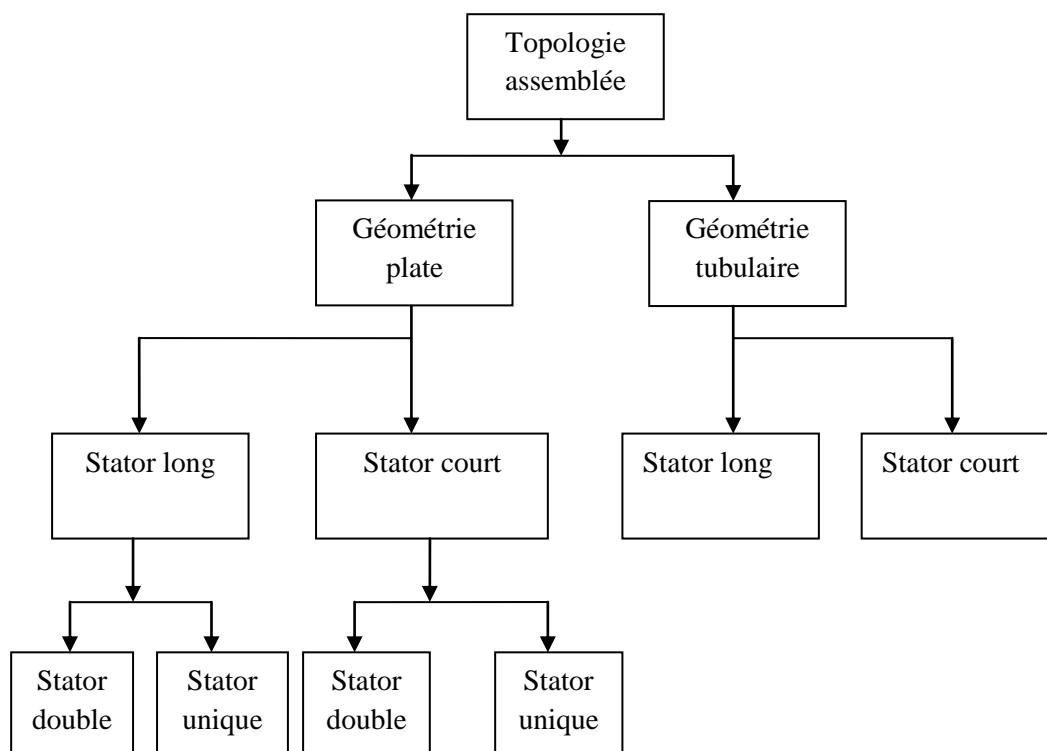 Topologie
assemblée
Géométrie
plate
Géométrie
tubulaire
Stator long
Stator court
Stator long
Stator court
Stator
double
Stator
unique
Stator
double
Stator
unique